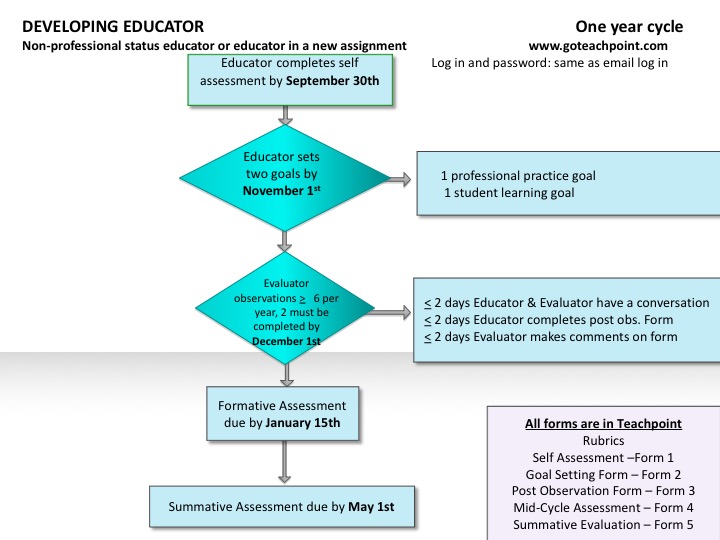 DEVELOPING EDUCATOR
One year cycle
Non-professional status educator or educator in a new assignment
www.goteachpoint.com
Log in and password: same as email log in
Educator completes self
assessment by September 30th
Educator sets
two goals by
November 1st
1 professional practice goal
1 student learning goal
Evaluator
observations ≥ 6 per
year, 2 must be
completed by
December 1st
≤ 2 days Educator & Evaluator have a conversation
≤ 2 days Educator completes post obs. Form
≤ 2 days Evaluator makes comments on form
Formative Assessment
due by January 15th
Summative Assessment due by May 1st
All forms are in Teachpoint
Rubrics
Self Assessment –Form 1
Goal Setting Form – Form 2
Post Observation Form – Form 3
Mid-Cycle Assessment – Form 4
Summative Evaluation – Form 5